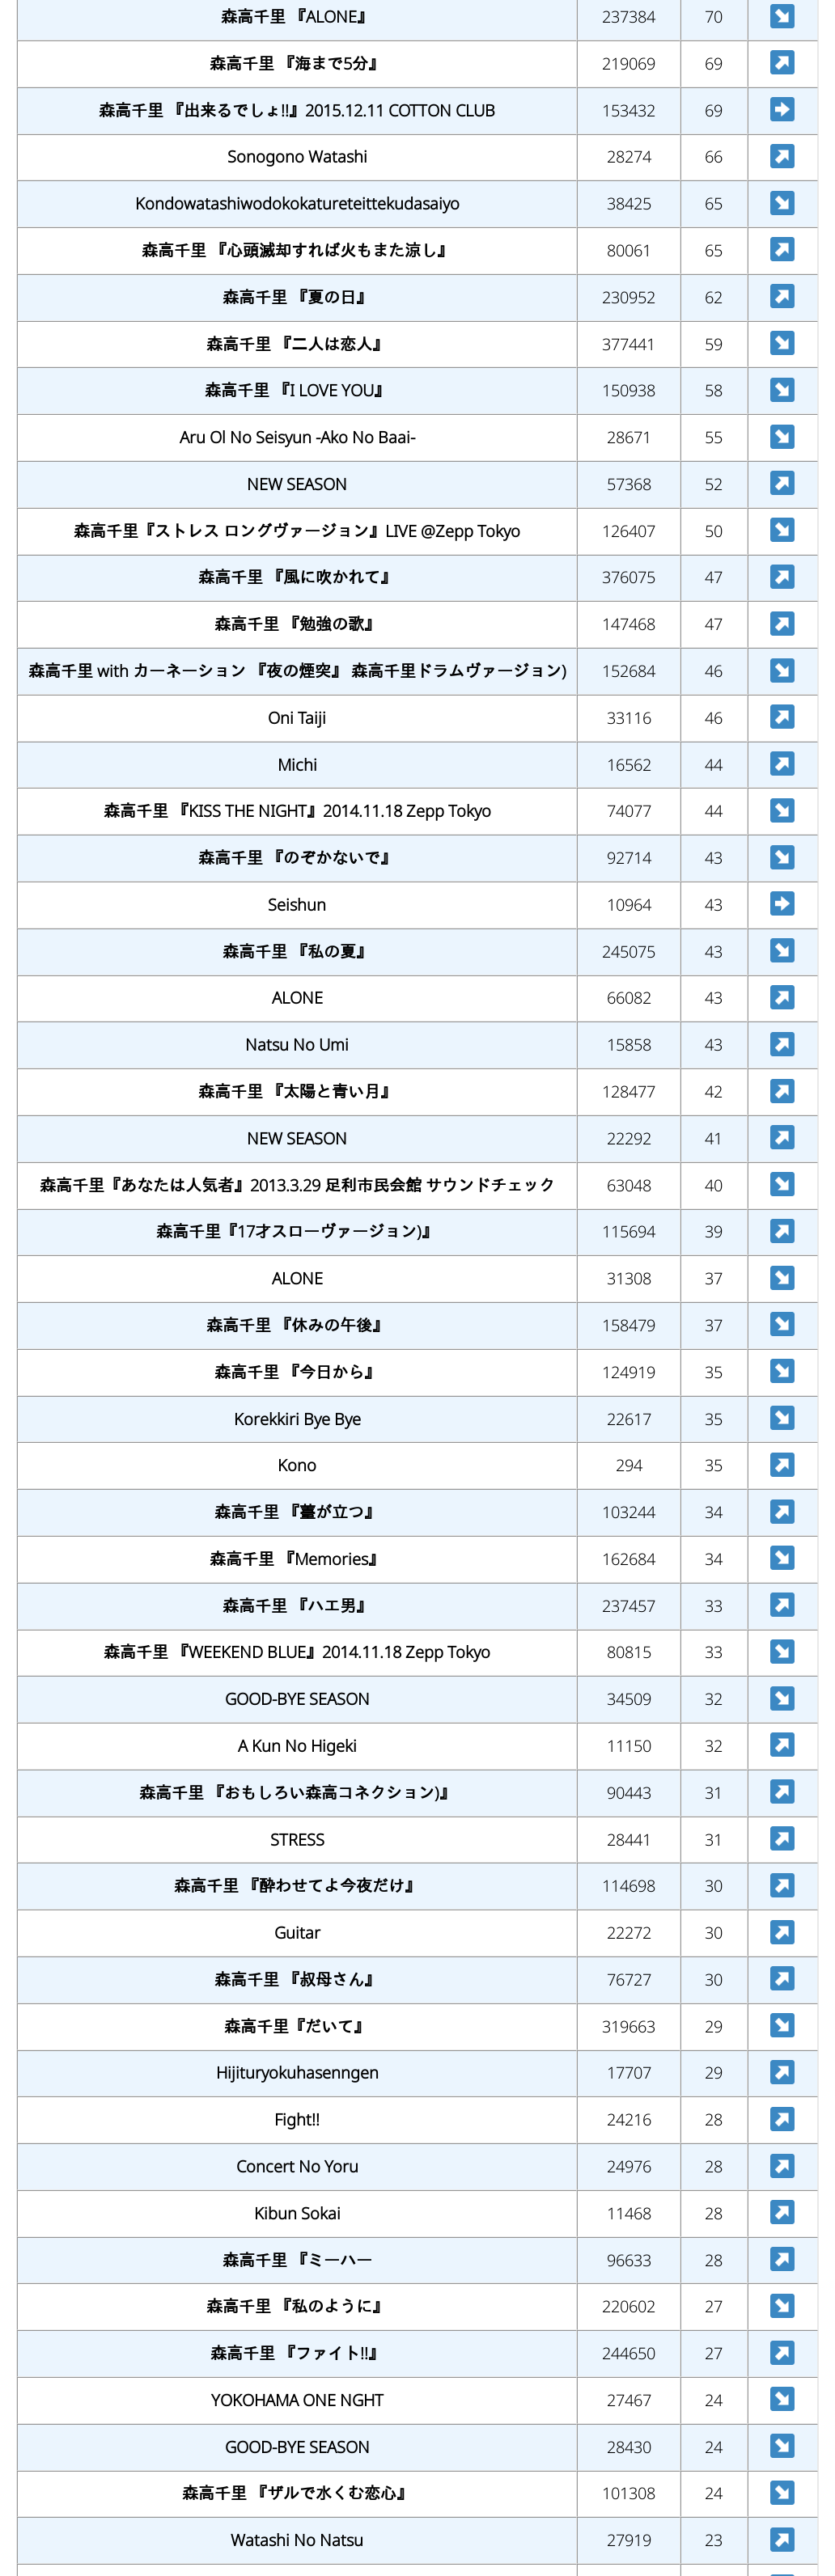 森高千里 『ALONE』 237384 70
森高千里 『海まで5分』 219069 69
森高千里 『出来るでしょ!!』2015.12.11 COTTON CLUB 153432 69
Sonogono Watashi 28274 66
Kondowatashiwodokokatureteittekudasaiyo 38425 65
森高千里 『心頭滅却すれば火もまた涼し』 80061 65
森高千里 『夏の日』 230952 62
森高千里 『二人は恋人』 377441 59
森高千里 『I LOVE YOU』 150938 58
Aru Ol No Seisyun -Ako No Baai- 28671 55
NEW SEASON 57368 52
森高千里『ストレス ロングヴァージョン』LIVE @Zepp Tokyo 126407 50
森高千里 『風に吹かれて』 376075 47
森高千里 『勉強の歌』 147468 47
森高千里 with カーネーション 『夜の煙突』 森高千里ドラムヴァージョン) 152684 46
Oni Taiji 33116 46
Michi 16562 44
森高千里 『KISS THE NIGHT』2014.11.18 Zepp Tokyo 74077 44
森高千里 『のぞかないで』 92714 43
Seishun 10964 43
森高千里 『私の夏』 245075 43
ALONE 66082 43
Natsu No Umi 15858 43
森高千里 『太陽と青い月』 128477 42
NEW SEASON 22292 41
森高千里『あなたは人気者』2013.3.29 足利市民会館 サウンドチェック 63048 40
森高千里『17才スローヴァージョン)』 115694 39
ALONE 31308 37
森高千里 『休みの午後』 158479 37
森高千里 『今日から』 124919 35
Korekkiri Bye Bye 22617 35
Kono 294 35
森高千里 『薹が立つ』 103244 34
森高千里 『Memories』 162684 34
森高千里 『ハエ男』 237457 33
森高千里 『WEEKEND BLUE』2014.11.18 Zepp Tokyo 80815 33
GOOD-BYE SEASON 34509 32
A Kun No Higeki 11150 32
森高千里 『おもしろい森高コネクション)』 90443 31
STRESS 28441 31
森高千里 『酔わせてよ今夜だけ』 114698 30
Guitar 22272 30
森高千里 『叔母さん』 76727 30
森高千里『だいて』 319663 29
Hijituryokuhasenngen 17707 29
Fight!! 24216 28
Concert No Yoru 24976 28
Kibun Sokai 11468 28
森高千里 『ミーハー 96633 28
森高千里 『私のように』 220602 27
森高千里 『ファイト!!』 244650 27
YOKOHAMA ONE NGHT 27467 24
GOOD-BYE SEASON 28430 24
森高千里 『ザルで水くむ恋心』 101308 24
Watashi No Natsu 27919 23